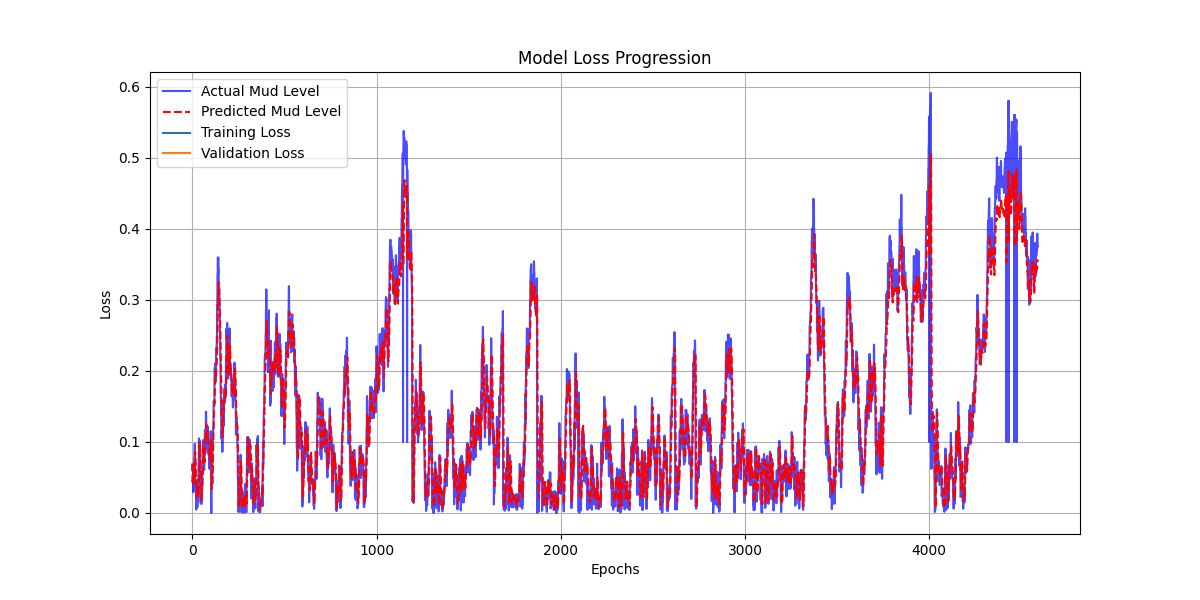 Model Loss Progression
Actual Mud Level
Predicted Mud Level
Training Loss
Validation Loss
0.6
0.5
0.4
0.3
0.2
0.1
0.0
Loss
0 1000 2000 3000 4000
Epochs